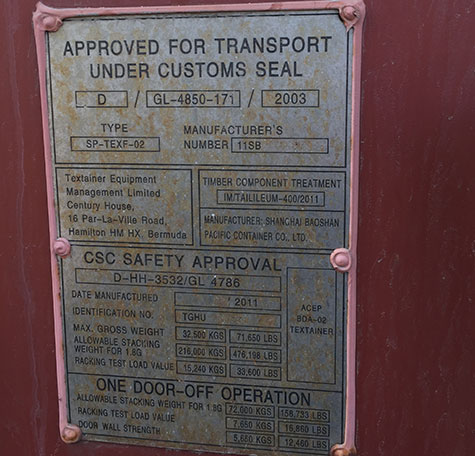 APPROVED FOR TRANSPORT
UNDER CUSTOMS SEAL
D / GL-4850-171 / 2003
TYPE
SP-TEXF-02
MANUFACTURER'S
NUMBER 11SB
Textainer Equipment
Management Limited
Century House,
16 Par-La-Ville Road,
Hamilton HM HX, Bermuda
TIMBER COMPONENT TREATMENT
IM/TAILILEUM-400/2011
MANUFACTURER: SHANGHAI BAOSHAN
PACIFIC CONTAINER CO., LTD.
CSC SAFETY APPROVAL
D-HH-3532/GL 4786
DATE MANUFACTURED 2011
IDENTIFICATION NO. TGHU
MAX. GROSS WEIGHT 32,500 KGS 71,650 LBS
ALLOWABLE STACKING
WEIGHT FOR 1.8G 216,000 KGS 476,198 LBS
RACKING TEST LOAD VALUE 15,240 KGS 33,600 LBS
ACEP
BDA-02
TEXTAINER
ONE DOOR-OFF OPERATION
ALLOWABLE STACKING WEIGHT FOR 1.8G 72,000 KGS 158,733 LBS
RACKING TEST LOAD VALUE 7,650 KGS 16,860 LBS
DOOR WALL STRENGTH 5,650 KGS 12,460 LBS